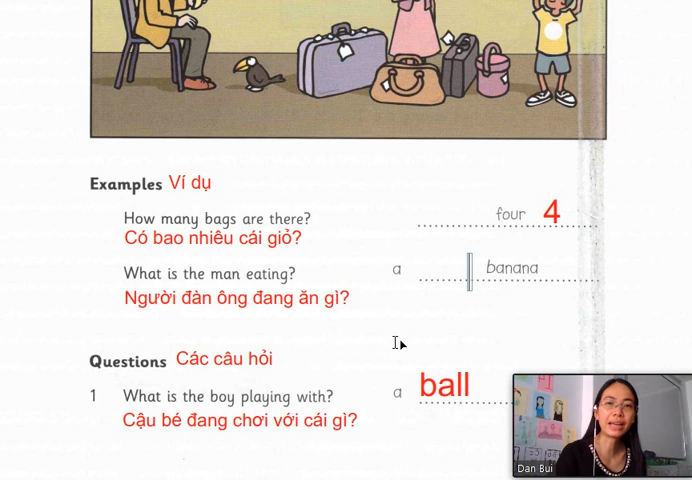 Examples Ví dụ
How many bags are there? four 4
Có bao nhiêu cái giỏ?
What is the man eating? a banana
Người đàn ông đang ăn gì?
Questions Các câu hỏi
1 What is the boy playing with? a ball
Cậu bé đang chơi với cái gì?
Dan Bui